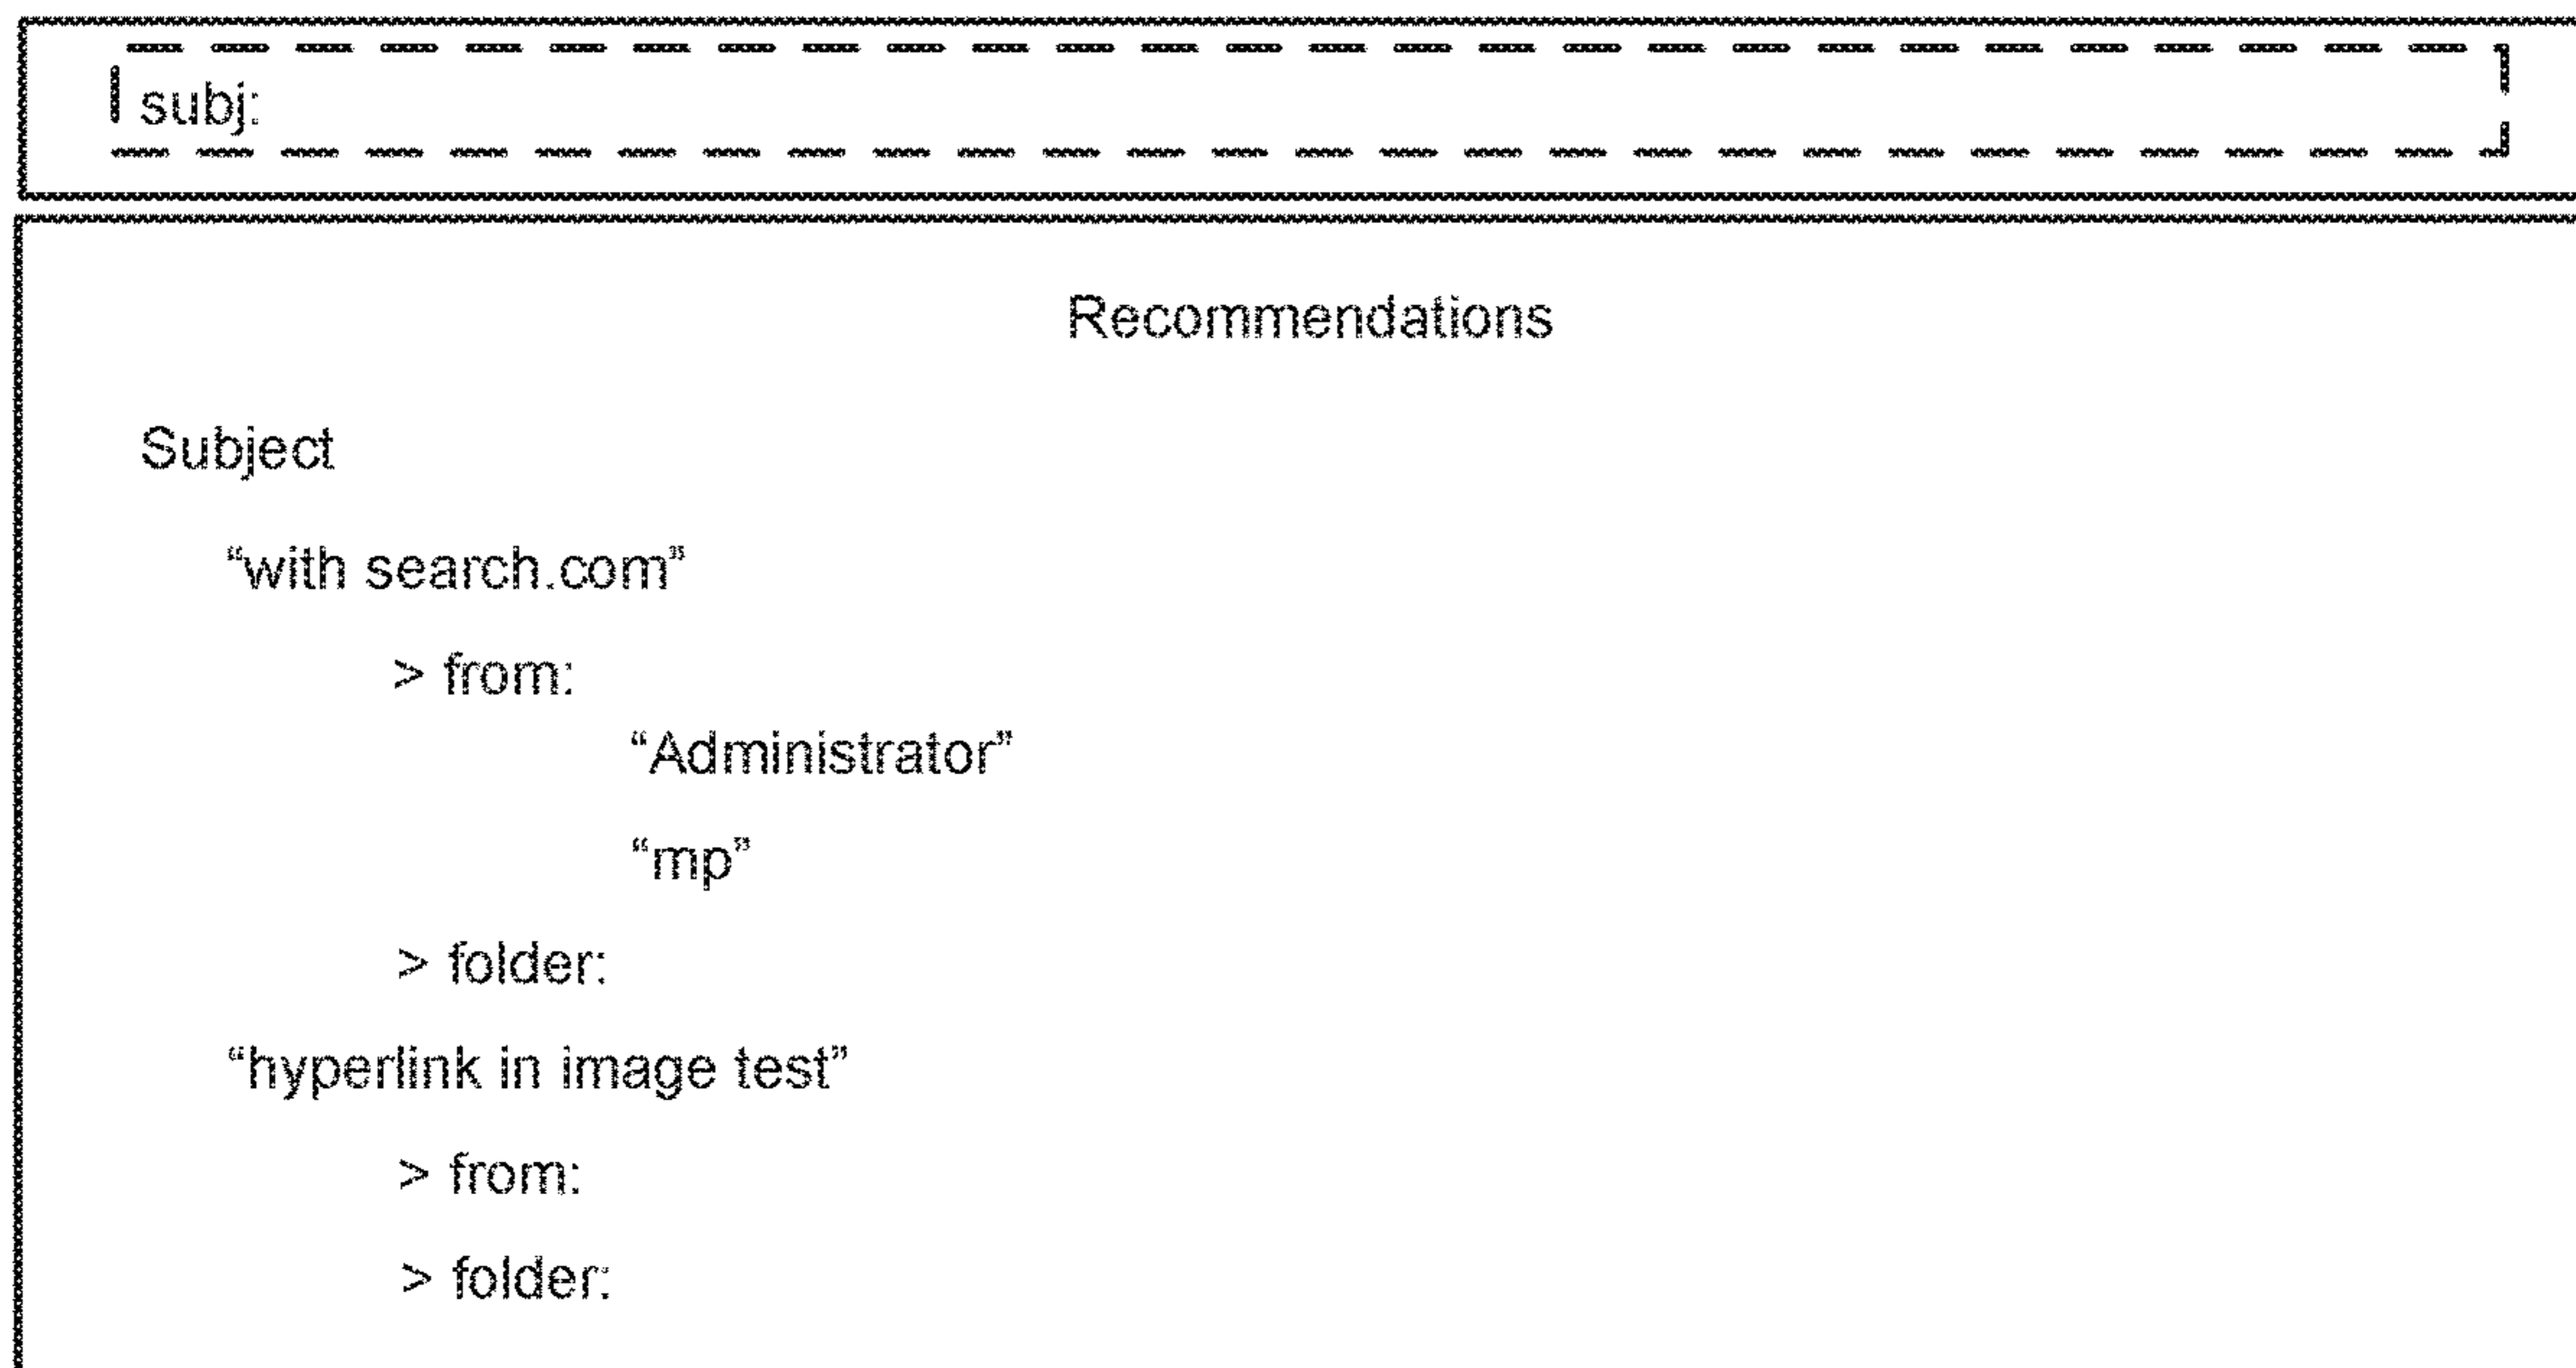 subj:
Recommendations
Subject
“with search.com”
> from:
“Administrator”
“mp”
> folder:
“hyperlink in image test”
> from:
> folder: